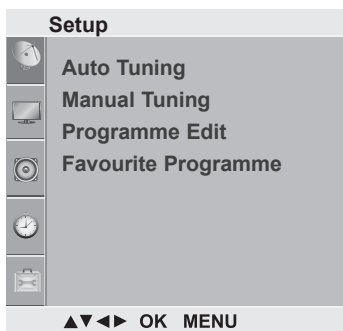 Setup
Auto Tuning
Manual Tuning
Programme Edit
Favourite Programme
▲▼◄► OK MENU